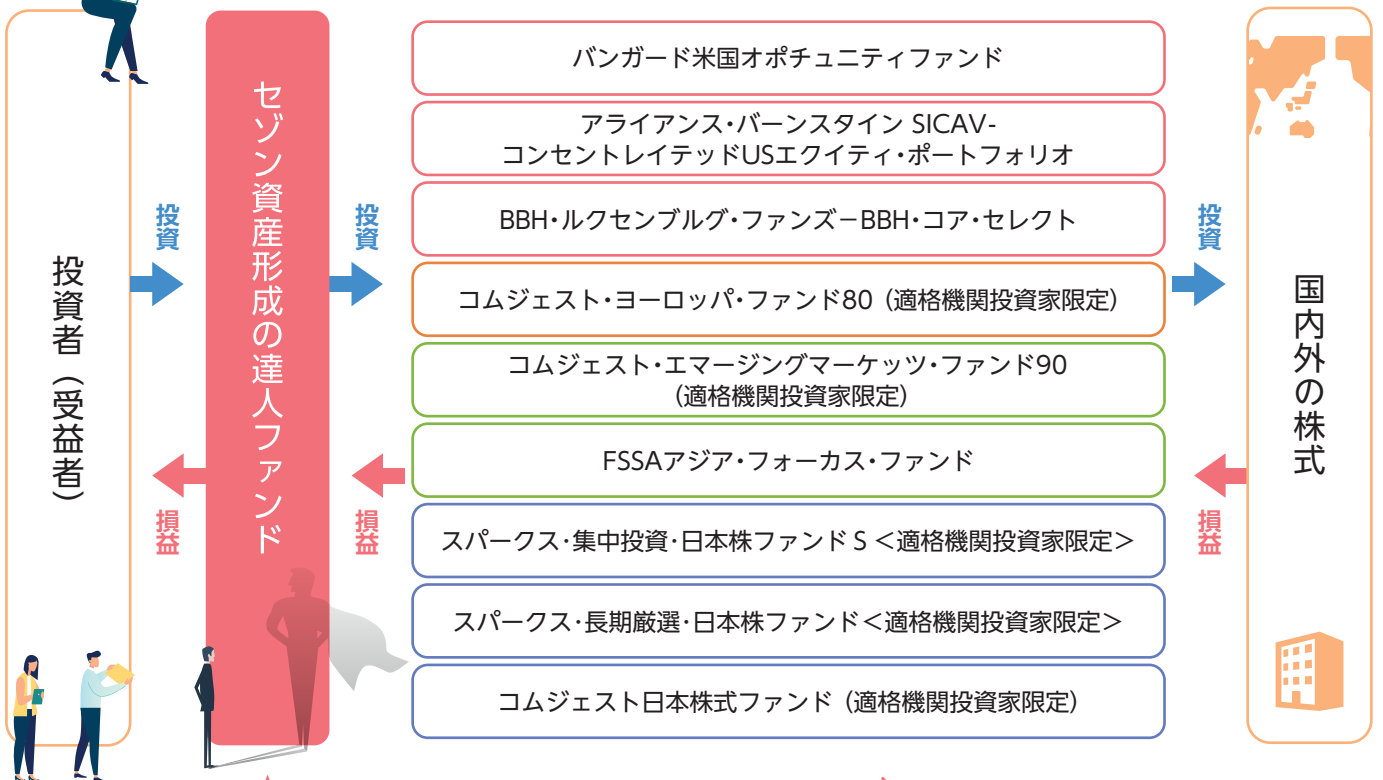 投資者（受益者）
投資
損益
セゾン資産形成の達人ファンド
投資
損益
バンガード米国オポチュニティファンド
アライアンス・バーンスタイン SICAV-
コンセントレイテッドUSエクイティ・ポートフォリオ
BBH・ルクセンブルグ・ファンズ－BBH・コア・セレクト
コムジェスト・ヨーロッパ・ファンド80（適格機関投資家限定）
コムジェスト・エマージングマーケッツ・ファンド90
（適格機関投資家限定）
FSSAアジア・フォーカス・ファンド
スパークス・集中投資・日本株ファンド S ＜適格機関投資家限定＞
スパークス・長期厳選・日本株ファンド＜適格機関投資家限定＞
コムジェスト日本株式ファンド（適格機関投資家限定）
投資
損益
国内外の株式